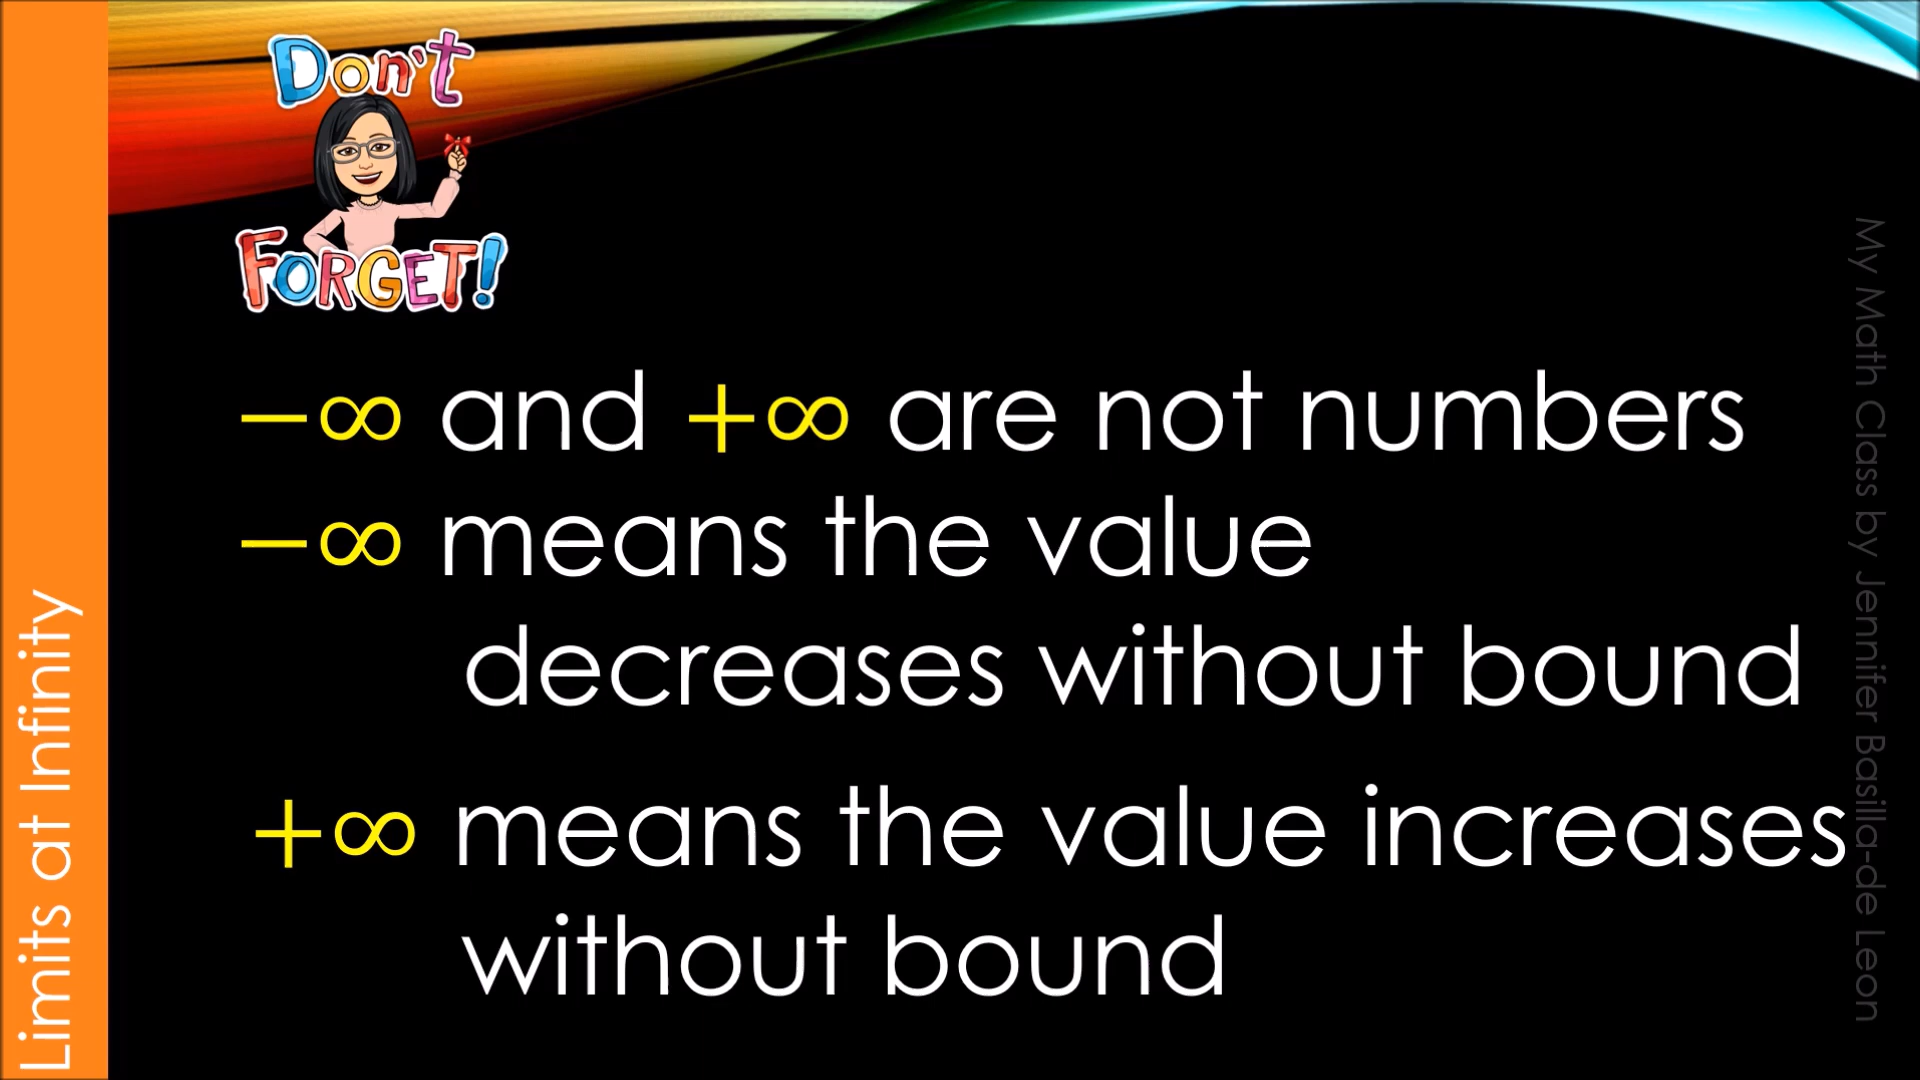 Don't
FORGET!
−∞ and +∞ are not numbers
−∞ means the value
decreases without bound
+∞ means the value increases
without bound
Limits at Infinity
My Math Class by Jennifer Basilla-de Leon